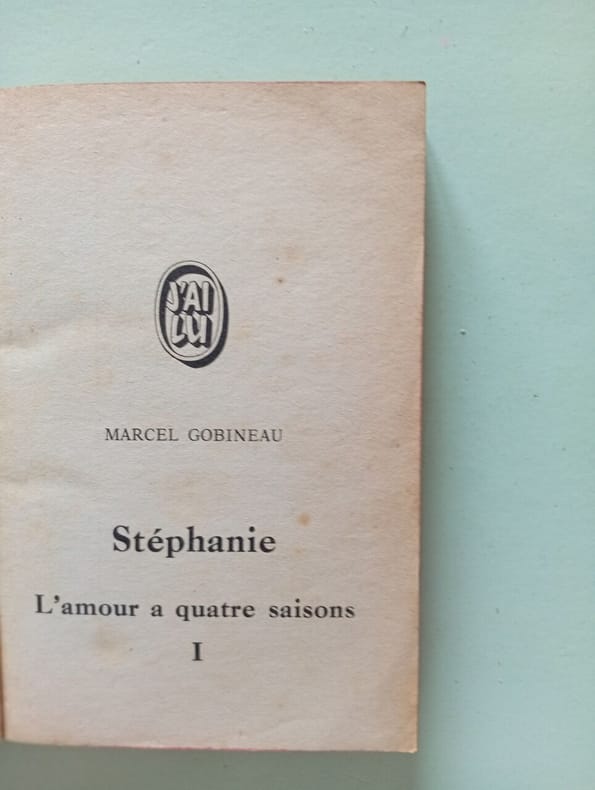 J'AI
LU
MARCEL GOBINEAU
Stéphanie
L'amour a quatre saisons
I